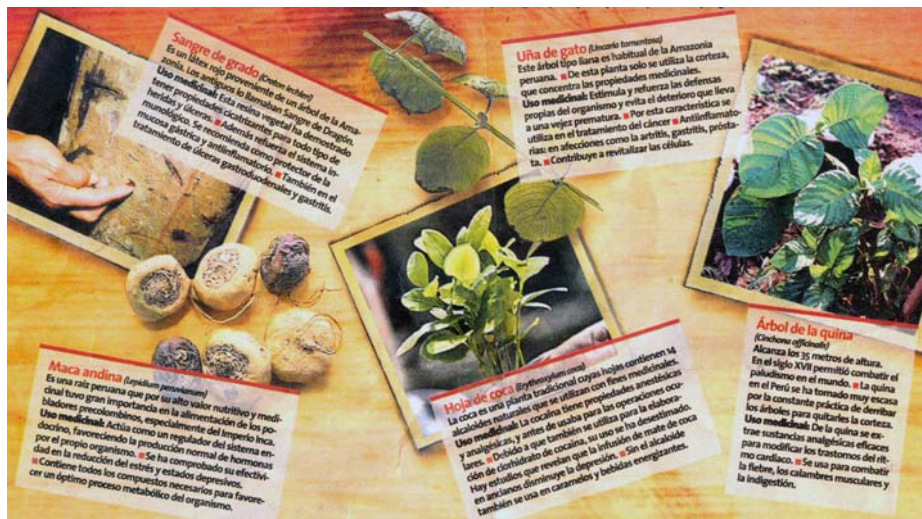 Sangre de grado (Croton lechleri)
Es un látex rojo proveniente de un árbol de la Ama-
zonía. Los antiguos lo llamaban Sangre de Dragón.
Uso medicinal: Esta resina vegetal ha demostrado
tener propiedades cicatrizantes para todo tipo de
heridas y úlceras. ■ Además refuerza el sistema in-
munológico. Se recomienda como protector de la
mucosa gástrica y antiinflamatorio. ■ También en el
tratamiento de úlceras gastroduodenales y gastritis.
Uña de gato (Uncaria tomentosa)
Este árbol tipo liana es habitual de la Amazonia
peruana. ■ De esta planta solo se utiliza la corteza,
que concentra las propiedades medicinales.
Uso medicinal: Estimula y refuerza las defensas
propias del organismo y evita el deterioro que lleva
a una vejez prematura. ■ Por esta característica se
utiliza en el tratamiento del cáncer ■ Antiinflamato-
rias: en afecciones como la artritis, gastritis, prósta-
ta. ■ Contribuye a revitalizar las células.
Maca andina (Lepidium peruvianum)
Es una raíz peruana que por su alto valor nutritivo y medi-
cinal tuvo gran importancia en la alimentación de los po-
bladores precolombinos, especialmente del Imperio Inca.
Uso medicinal: Actúa como un regulador del sistema en-
docrino, favoreciendo la producción normal de hormonas
por el propio organismo. ■ Se ha comprobado su efectivi-
dad en la reducción del estrés y estados depresivos.
■ Contiene todos los compuestos necesarios para favore-
cer un óptimo proceso metabólico del organismo.
Hoja de coca (Erythroxylum coca)
La coca es una planta tradicional cuyas hojas contienen 14
alcaloides naturales que se utilizan con fines medicinales.
Uso medicinal: La cocaína tiene propiedades anestésicas
y analgésicas, y antes de usaba para las operaciones ocu-
lares. ■ Debido a que también se utiliza para la elabora-
ción de clorhidrato de cocaína, su uso ha desestimado.
Hay estudios que revelan que la infusión de mate de coca
en ancianos disminuye la depresión. ■ Sin el alcaloide
también se usa en caramelos y bebidas energizantes.
Árbol de la quina
(Cinchona officinalis)
Alcanza los 35 metros de altura.
En el siglo XVII permitió combatir el
paludismo en el mundo. ■ La quina
en el Perú se ha tornado muy escasa
por la constante práctica de derribar
los árboles para quitarles la corteza.
Uso medicinal: De la quina se ex-
trae sustancias analgésicas eficaces
para modificar los trastornos del rit-
mo cardíaco. ■ Se usa para combatir
la fiebre, los calambres musculares y
la indigestión.